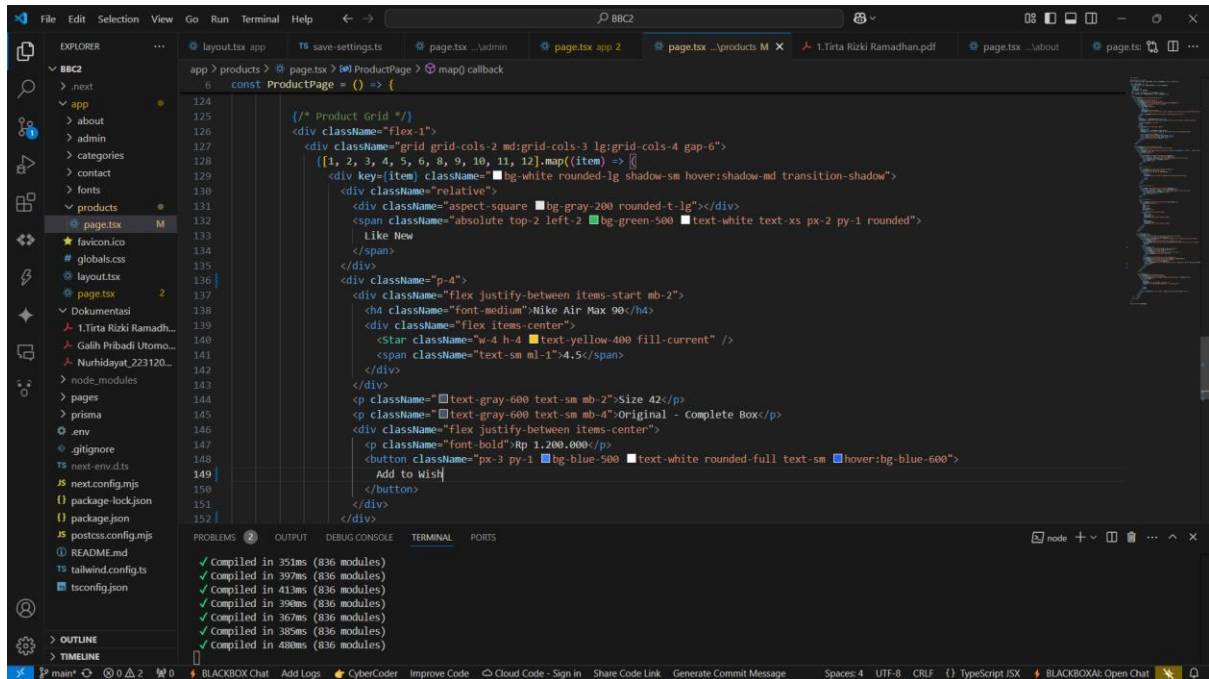 File Edit Selection View Go Run Terminal Help
BBC2
EXPLORER
layout.tsx app
TS save-settings.ts
page.tsx ...\admin
page.tsx app 2
page.tsx ...\products M
1.Tirta Rizki Ramadhan.pdf
page.tsx ...\about
page.ts
BBC2
.next
app
about
admin
categories
contact
fonts
products
page.tsx M
favicon.ico
globals.css
layout.tsx
page.tsx 2
Dokumentasi
1.Tirta Rizki Ramadh...
Galih Pribadi Utomo...
Nurhidayat_223120...
node_modules
pages
prisma
.env
.gitignore
TS next-env.d.ts
JS next.config.mjs
{} package-lock.json
{} package.json
JS postcss.config.mjs
README.md
TS tailwind.config.ts
tsconfig.json
OUTLINE
TIMELINE
app > products > page.tsx > ProductPage > map() callback
6 const ProductPage = () => {
124
125 {/* Product Grid */}
126 <div className="flex-1">
127 <div className="grid grid-cols-2 md:grid-cols-3 lg:grid-cols-4 gap-6">
128 {[1, 2, 3, 4, 5, 6, 8, 9, 10, 11, 12].map((item) => (
129 <div key={item} className="bg-white rounded-lg shadow-sm hover:shadow-md transition-shadow">
130 <div className="relative">
131 <div className="aspect-square bg-gray-200 rounded-t-lg"></div>
132 <span className="absolute top-2 left-2 bg-green-500 text-white text-xs px-2 py-1 rounded">
133 Like New
134 </span>
135 </div>
136 <div className="p-4">
137 <div className="flex justify-between items-start mb-2">
138 <h4 className="font-medium">Nike Air Max 90</h4>
139 <div className="flex items-center">
140 <Star className="w-4 h-4 text-yellow-400 fill-current" />
141 <span className="text-sm ml-1">4.5</span>
142 </div>
143 </div>
144 <p className="text-gray-600 text-sm mb-2">Size 42</p>
145 <p className="text-gray-600 text-sm mb-4">Original - Complete Box</p>
146 <div className="flex justify-between items-center">
147 <p className="font-bold">Rp 1.200.000</p>
148 <button className="px-3 py-1 bg-blue-500 text-white rounded-full text-sm hover:bg-blue-600">
149 Add to Wish
150 </button>
151 </div>
152 </div>
PROBLEMS 2 OUTPUT DEBUG CONSOLE TERMINAL PORTS
node
✓ Compiled in 351ms (836 modules)
✓ Compiled in 397ms (836 modules)
✓ Compiled in 413ms (836 modules)
✓ Compiled in 390ms (836 modules)
✓ Compiled in 367ms (836 modules)
✓ Compiled in 385ms (836 modules)
✓ Compiled in 480ms (836 modules)
main* 0 2 0 BLACKBOX Chat Add Logs CyberCoder Improve Code Cloud Code - Sign in Share Code Link Generate Commit Message Spaces: 4 UTF-8 CRLF {} TypeScript JSX BLACKBOXAI: Open Chat